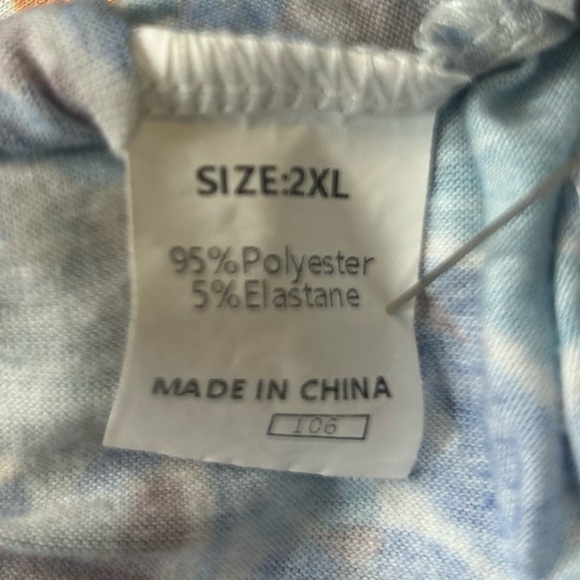 SIZE:2XL
95%Polyester
5%Elastane
MADE IN CHINA
106